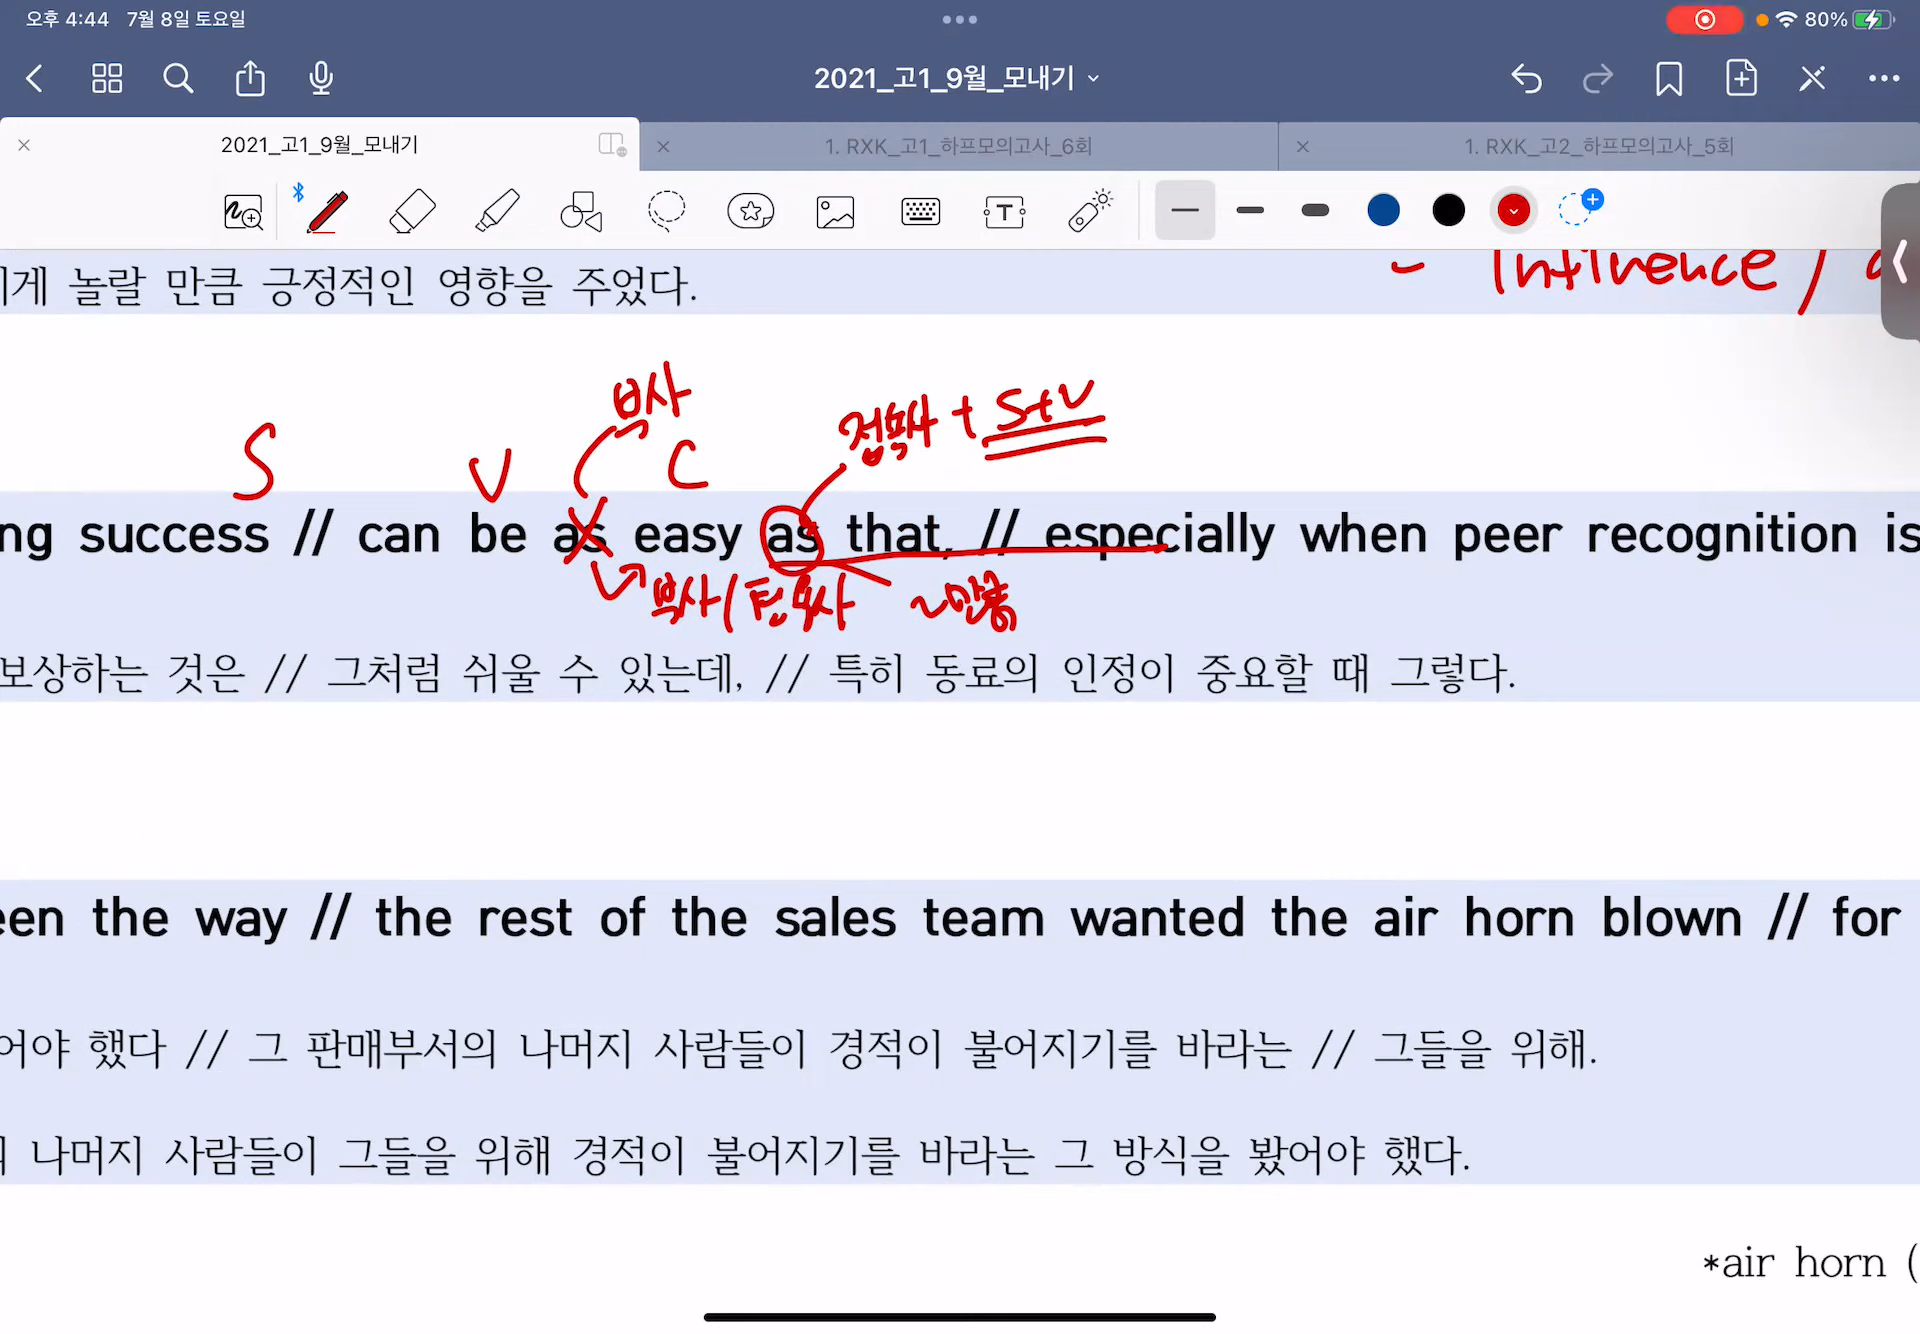 오후 4:44 7월 8일 토요일 80%
2021_고1_9월_모내기
2021_고1_9월_모내기 1. RXK_고1_하프모의고사_6회 1. RXK_고2_하프모의고사_5회
게 놀랄 만큼 긍정적인 영향을 주었다. - influence /
부사 접속사 + S+V
S V C
ng success // can be as easy as that, // especially when peer recognition is
부사/형용사 ~만큼
보상하는 것은 // 그처럼 쉬울 수 있는데, // 특히 동료의 인정이 중요할 때 그렇다.
een the way // the rest of the sales team wanted the air horn blown // for
어야 했다 // 그 판매부서의 나머지 사람들이 경적이 불어지기를 바라는 // 그들을 위해.
나머지 사람들이 그들을 위해 경적이 불어지기를 바라는 그 방식을 봤어야 했다.
*air horn (